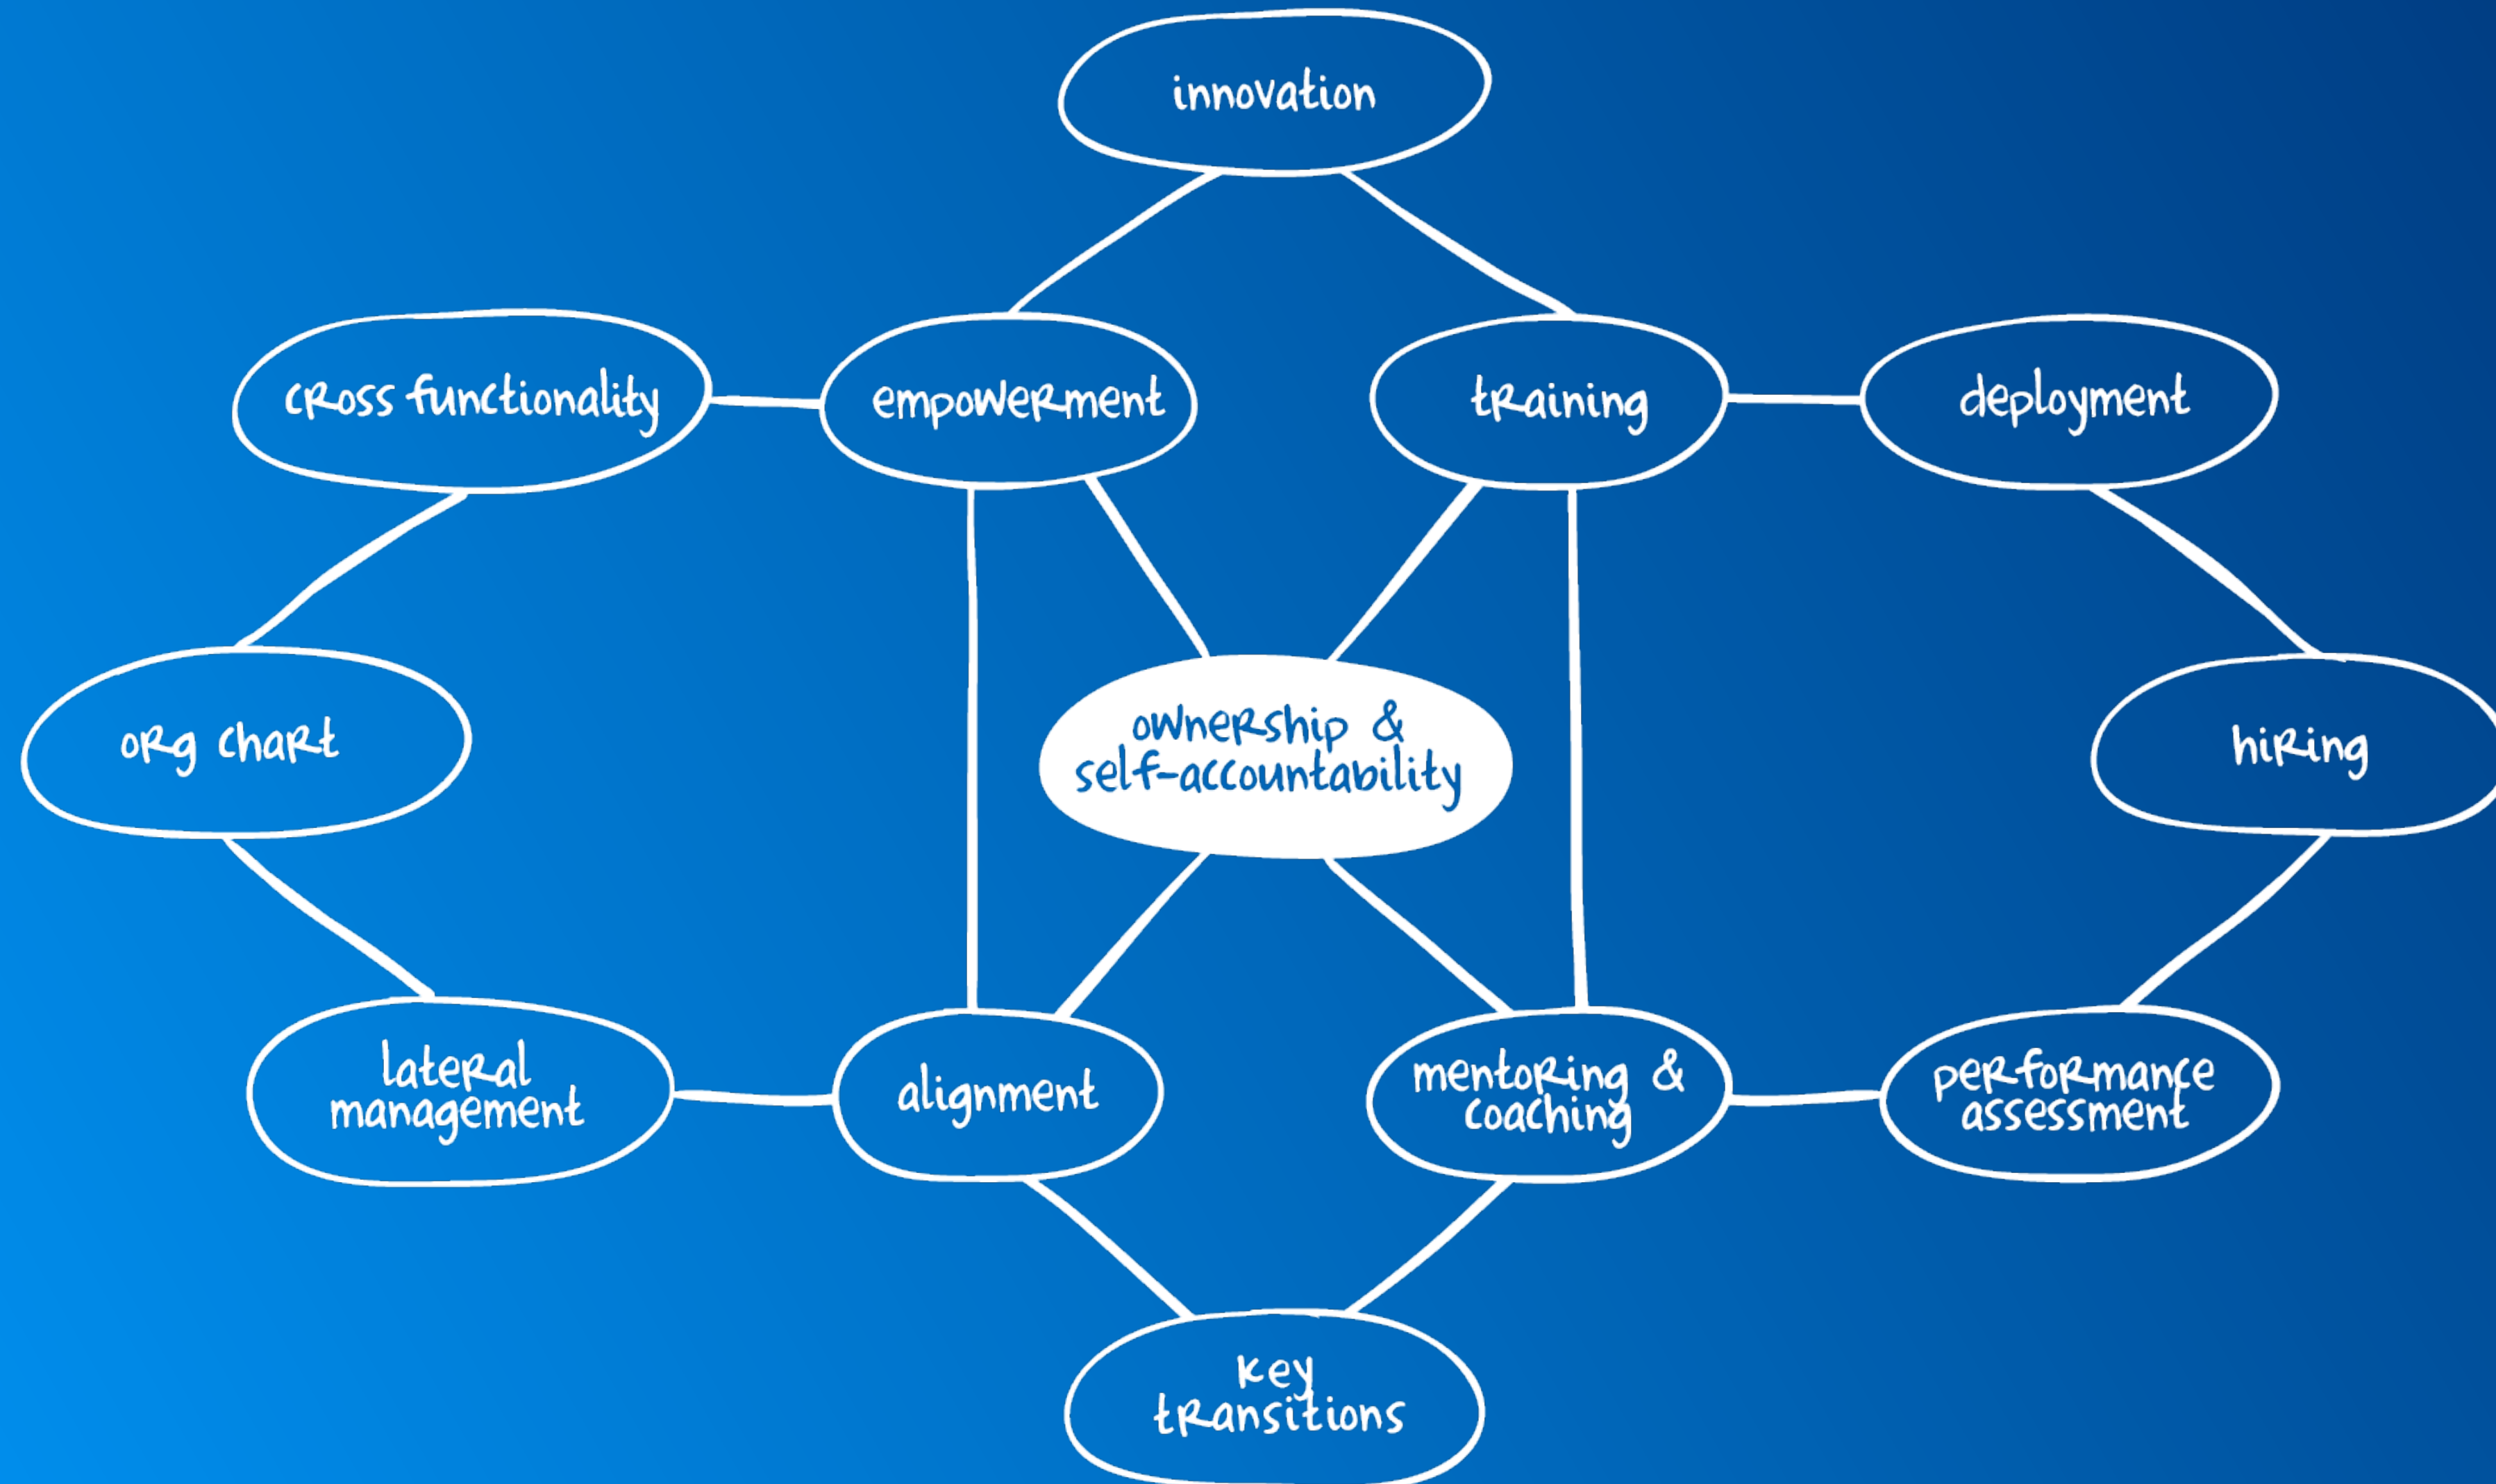 innovation
cross functionality
empowerment
training
deployment
org chart
ownership &
self-accountability
hiring
lateral
management
alignment
mentoring &
coaching
performance
assessment
key
transitions